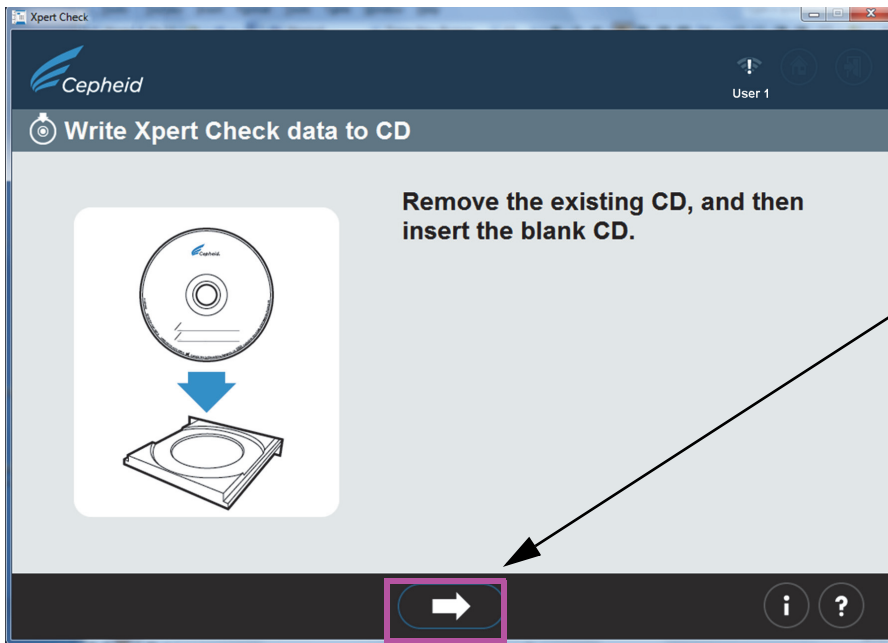 Xpert Check
Cepheid
User 1
Write Xpert Check data to CD
Remove the existing CD, and then
insert the blank CD.
Cepheid
i ?